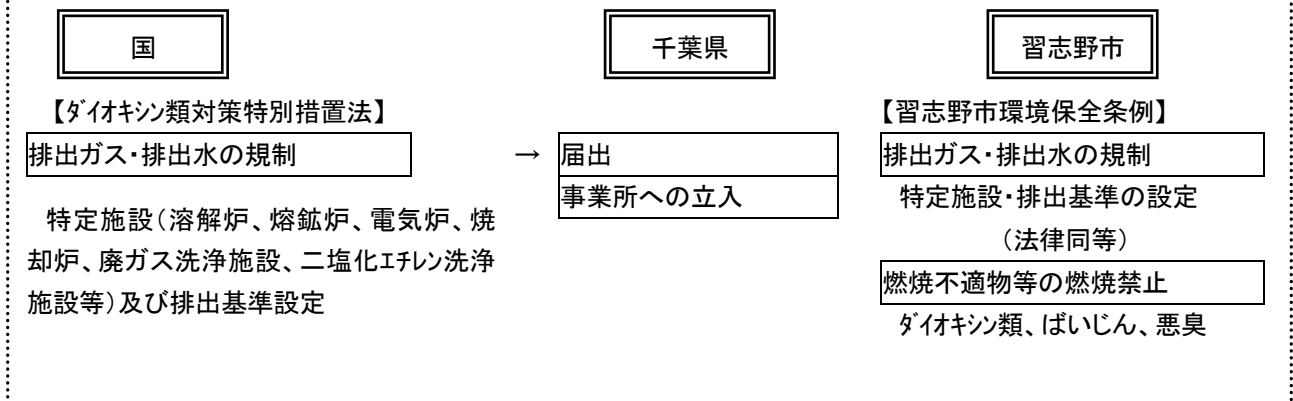 国
【ﾀﾞｲｵｷｼﾝ類対策特別措置法】
排出ガス・排出水の規制
特定施設（溶解炉、熔鉱炉、電気炉、焼
却炉、廃ガス洗浄施設、二塩化ｴﾁﾚﾝ洗浄
施設等）及び排出基準設定
→
千葉県
届出
事業所への立入
習志野市
【習志野市環境保全条例】
排出ガス・排出水の規制
特定施設・排出基準の設定
（法律同等）
燃焼不適物等の燃焼禁止
ﾀﾞｲｵｷｼﾝ類、ばいじん、悪臭